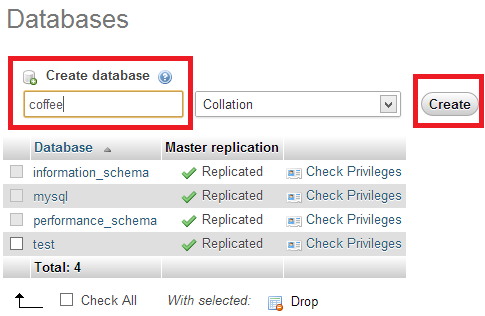 Databases
Create database
coffee Collation Create
Database Master replication
information_schema Replicated Check Privileges
mysql Replicated Check Privileges
performance_schema Replicated Check Privileges
test Replicated Check Privileges
Total: 4
Check All With selected: Drop